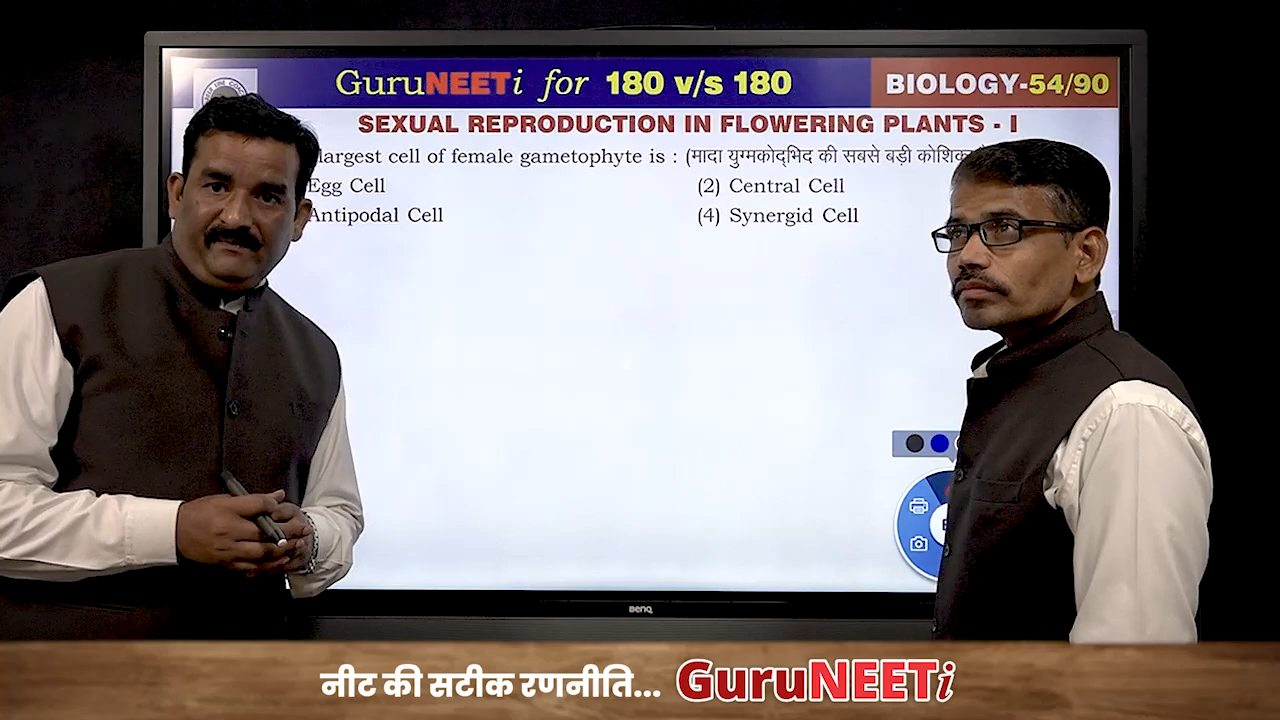 GuruNEETi for 180 v/s 180
BIOLOGY-54/90
SEXUAL REPRODUCTION IN FLOWERING PLANTS - I
largest cell of female gametophyte is : (मादा युग्मकोद्भिद की सबसे बड़ी
Egg Cell
(2) Central Cell
Antipodal Cell
(4) Synergid Cell
BenQ
नीट की सटीक रणनीति... GuruNEETi